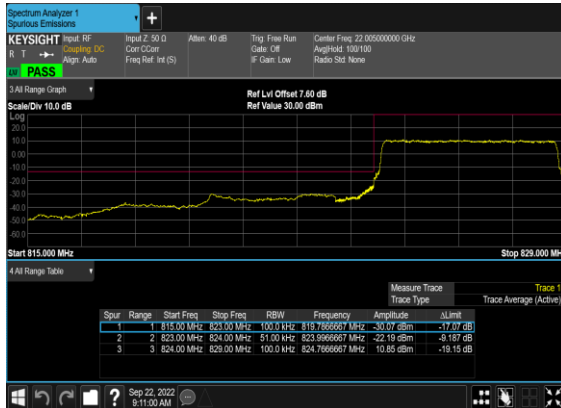 Spectrum Analyzer 1
Spurious Emissions
+
KEYSIGHT Input: RF Input Z: 50 Ω Atten: 40 dB Trig: Free Run Center Freq: 22.005000000 GHz
R T Coupling: DC Corr CCorr Gate: Off Avg|Hold: 100/100
Align: Auto Freq Ref: Int (S) IF Gain: Low Radio Std: None
PASS
3 All Range Graph
Ref Lvl Offset 7.60 dB
Scale/Div 10.0 dB Ref Value 30.00 dBm
Log
20.0
10.0
0.00
-10.0
-20.0
-30.0
-40.0
-50.0
-60.0
Start 815.000 MHz Stop 829.000 MH
4 All Range Table
Measure Trace Trace 1
Trace Type Trace Average (Active)
Spur Range Start Freq Stop Freq RBW Frequency Amplitude ΔLimit
1 1 815.00 MHz 823.00 MHz 100.0 kHz 819.7866667 MHz -30.07 dBm -17.07 dB
2 2 823.00 MHz 824.00 MHz 51.00 kHz 823.9966667 MHz -22.19 dBm -9.187 dB
3 3 824.00 MHz 829.00 MHz 100.0 kHz 824.7666667 MHz 10.85 dBm -19.15 dB
? Sep 22, 2022
9:11:00 AM